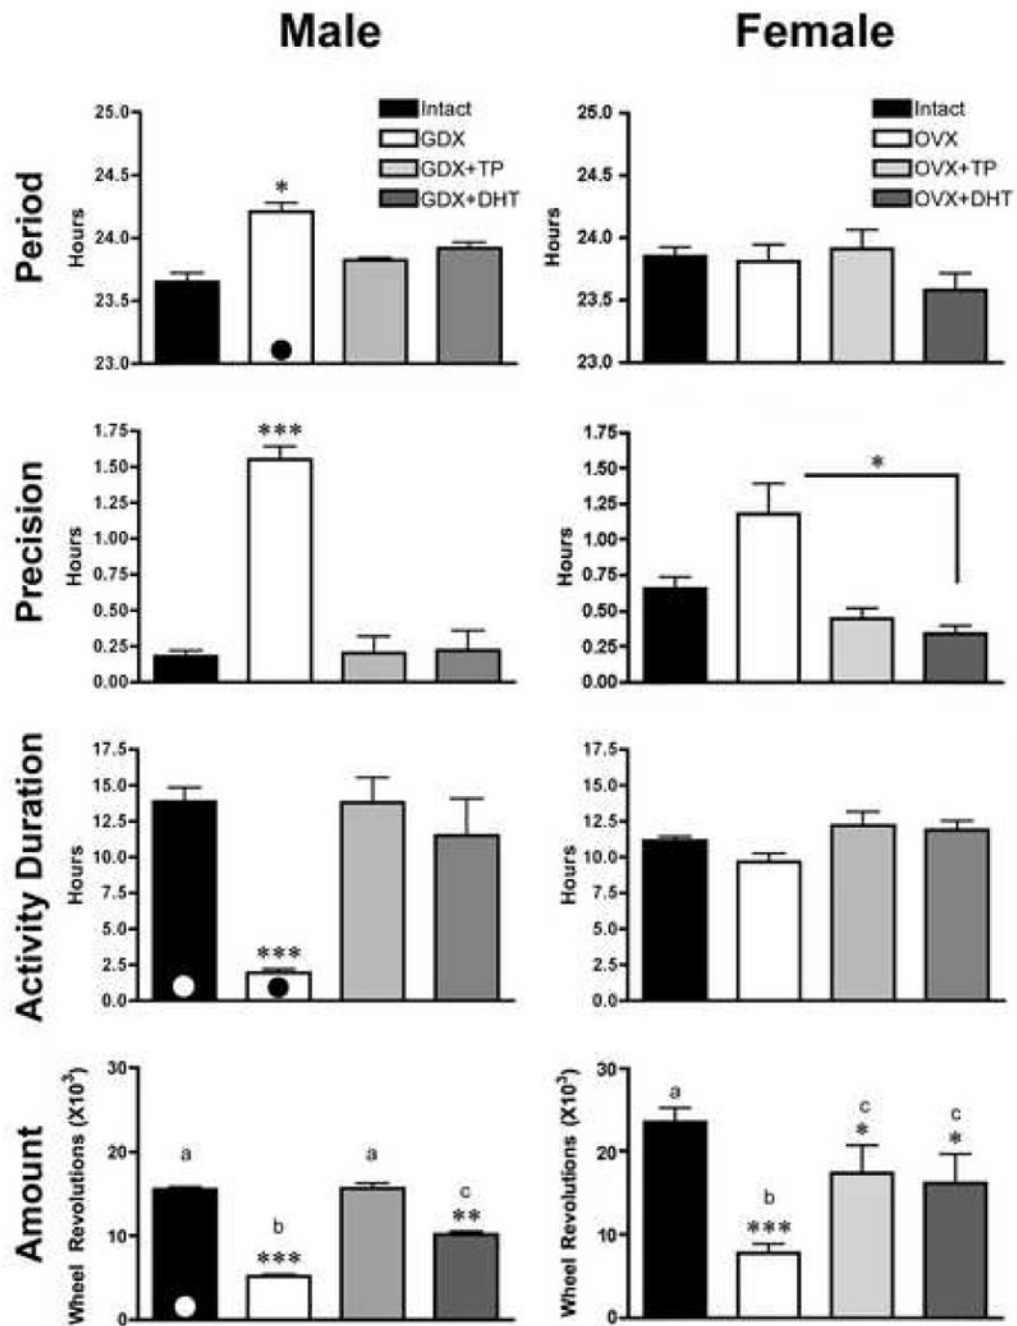 Male Female
Period
Hours
25.0
24.5
24.0
23.5
23.0
*
Intact
GDX
GDX+TP
GDX+DHT
Hours
25.0
24.5
24.0
23.5
23.0
Intact
OVX
OVX+TP
OVX+DHT
Precision
Hours
1.75
1.50
1.25
1.00
0.75
0.50
0.25
0.00
***
Hours
1.75
1.50
1.25
1.00
0.75
0.50
0.25
0.00
*
Activity Duration
Hours
17.5
15.0
12.5
10.0
7.5
5.0
2.5
0.0
***
Hours
17.5
15.0
12.5
10.0
7.5
5.0
2.5
0.0
Amount
Wheel Revolutions (X10³)
30
20
10
0
a
b
***
a
c
**
Wheel Revolutions (X10³)
30
20
10
0
a
b
***
c
*
c
*